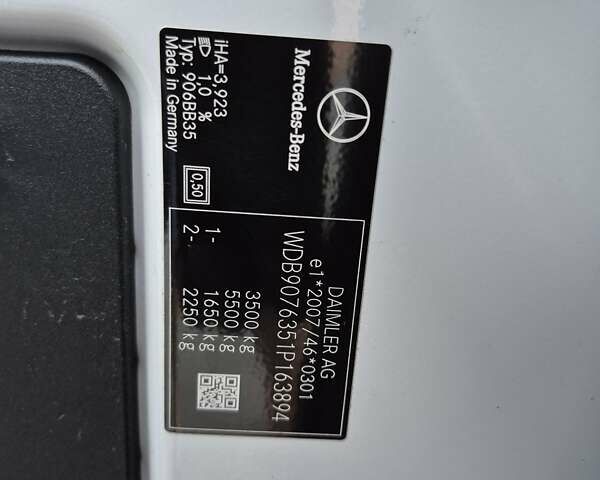 Mercedes-Benz
iHA=3,923
1,0 %
Typ: 906BB35
Made in Germany
0,50
DAIMLER AG
e1*2007/46*0301
WDB9076351P163894
3500 kg
5500 kg
1- 1650 kg
2- 2250 kg